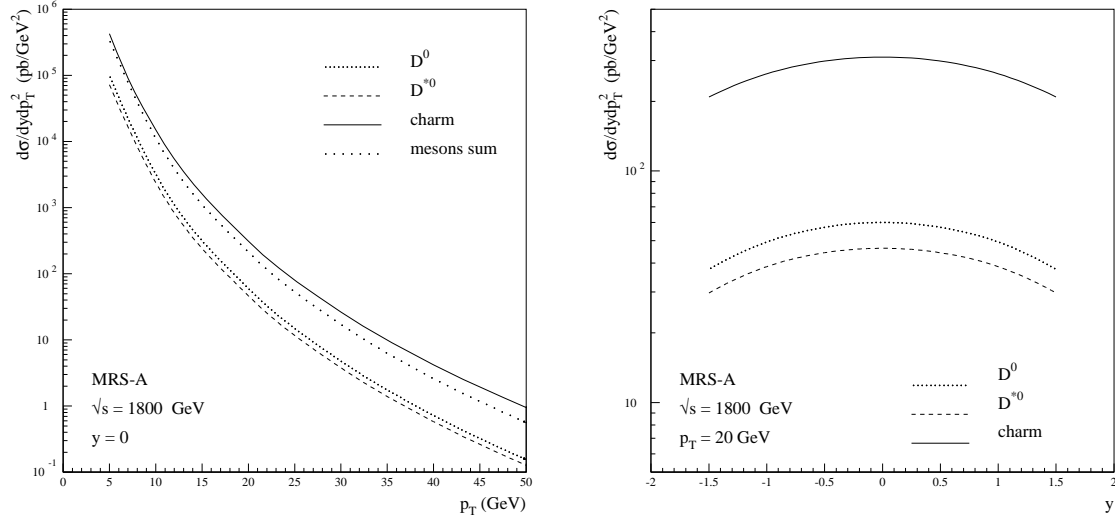 dσ/dydp_T^2 (pb/GeV^2)
10^6
10^5
10^4
10^3
10^2
10
1
10^-1
D^0
D^*0
charm
mesons sum
MRS-A
√s = 1800 GeV
y = 0
0 5 10 15 20 25 30 35 40 45 50
p_T (GeV)
dσ/dydp_T^2 (pb/GeV^2)
10^2
10
MRS-A
√s = 1800 GeV
p_T = 20 GeV
D^0
D^*0
charm
-2 -1.5 -1 -0.5 0 0.5 1 1.5 2
y